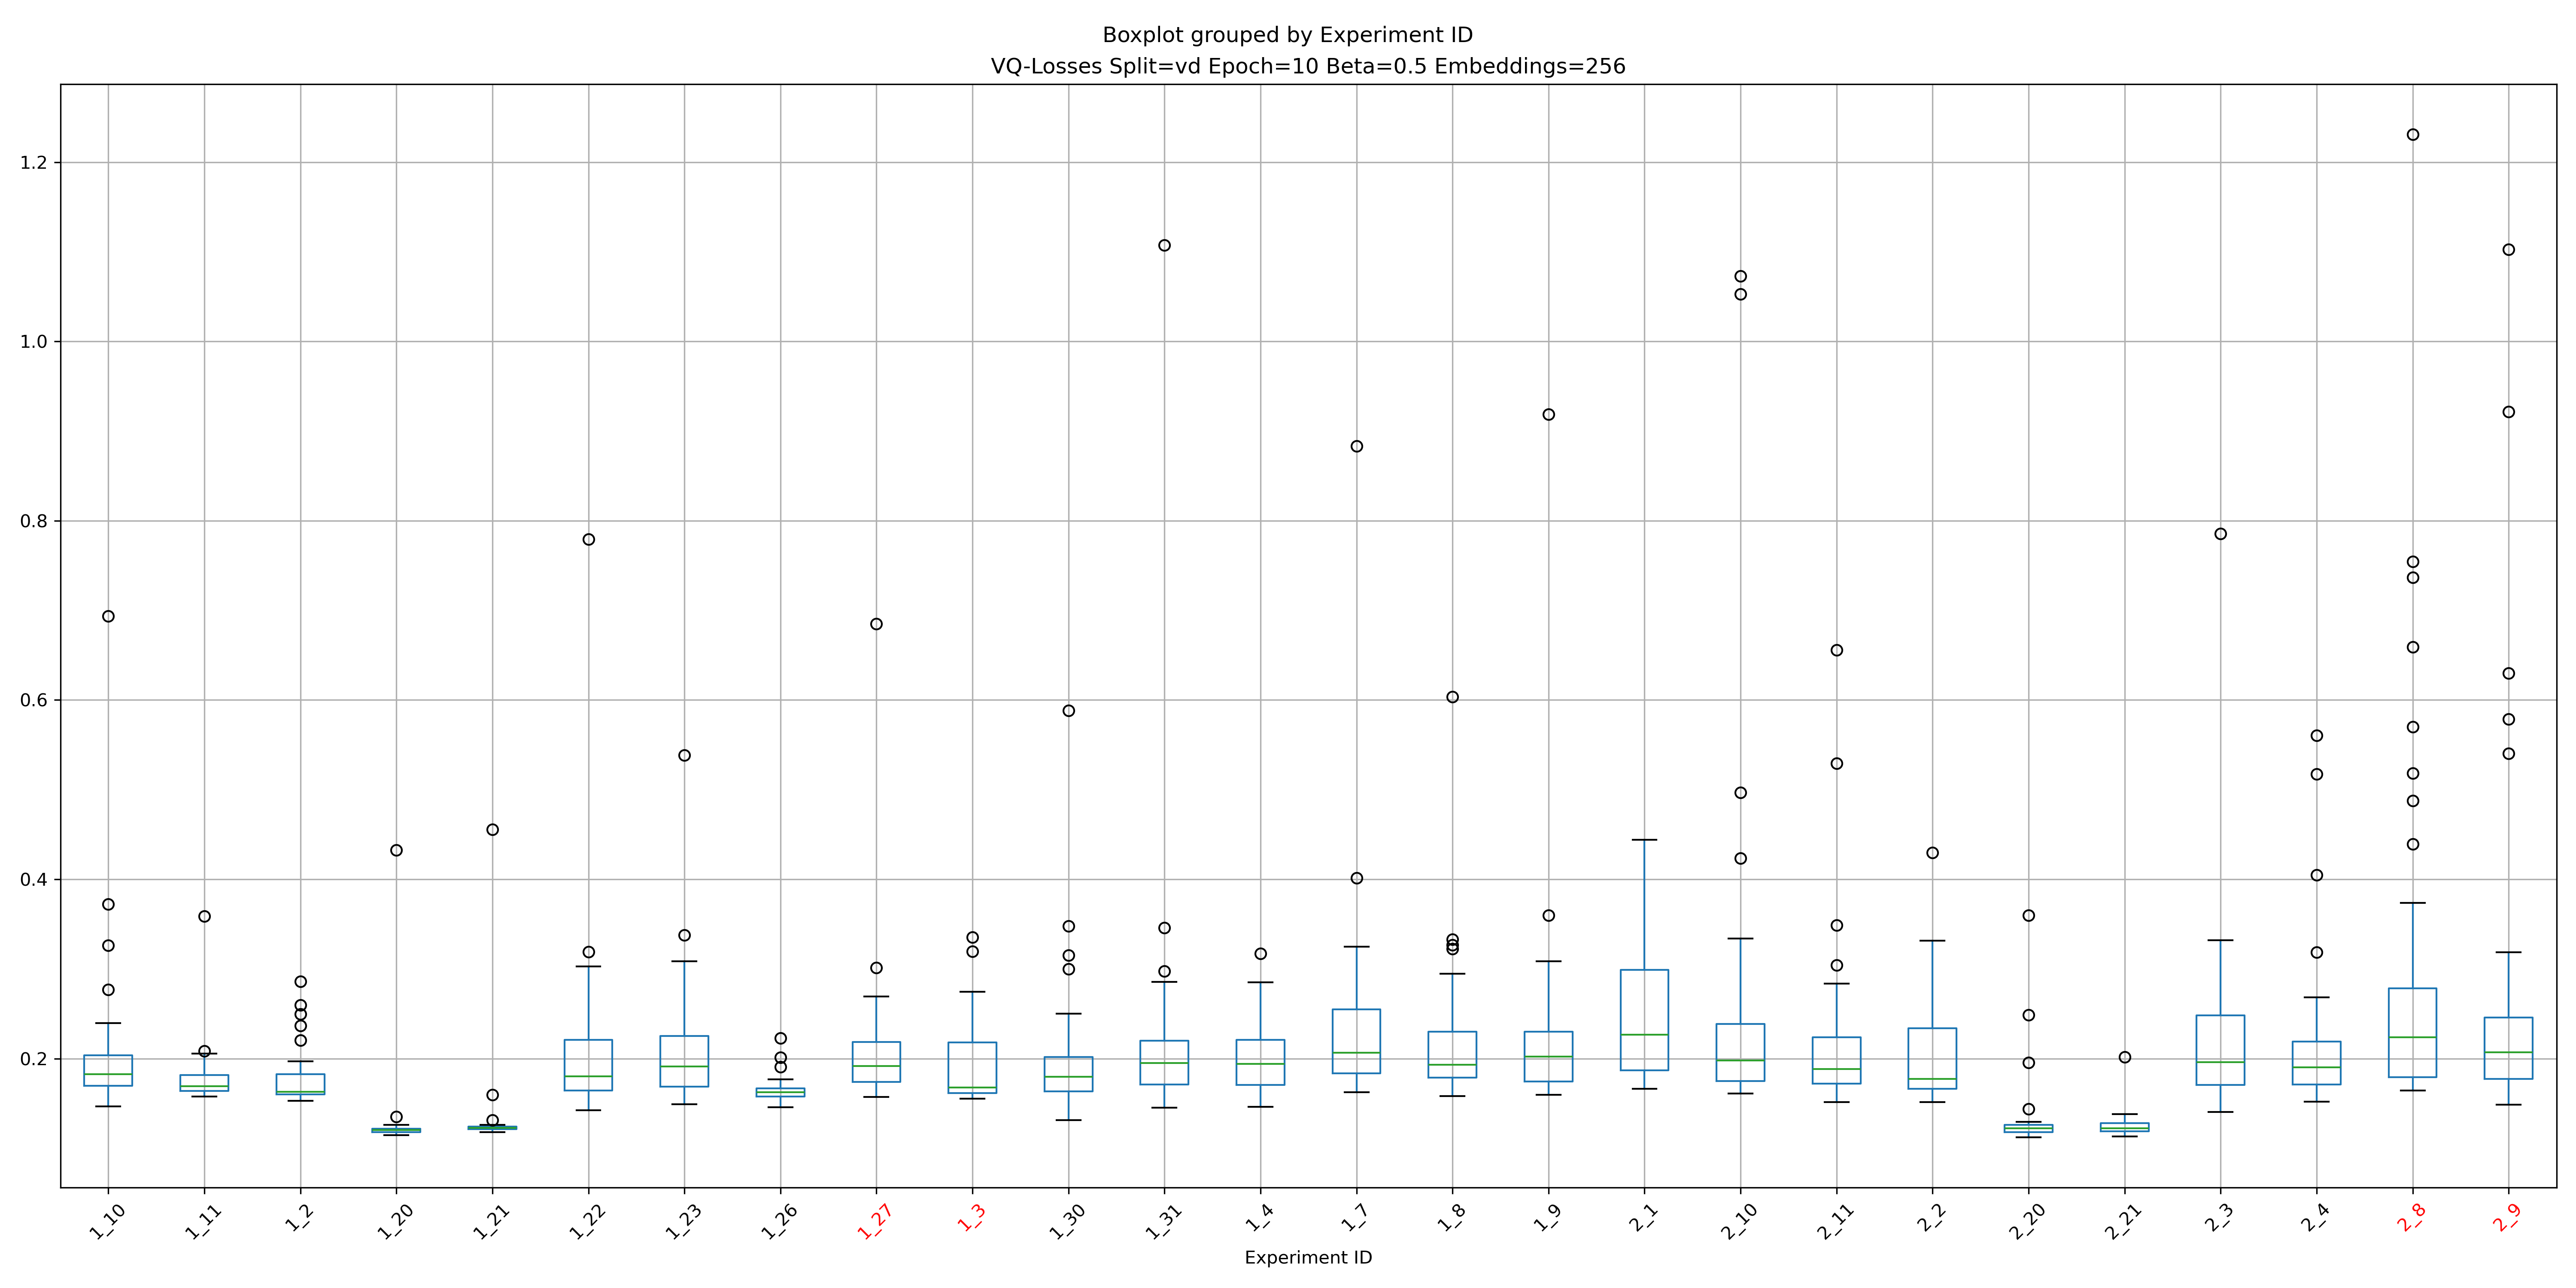 Boxplot grouped by Experiment ID
VQ-Losses Split=vd Epoch=10 Beta=0.5 Embeddings=256
1.2
1.0
0.8
0.6
0.4
0.2
1_10 1_11 1_2 1_20 1_21 1_22 1_23 1_26 1_27 1_3 1_30 1_31 1_4 1_7 1_8 1_9 2_1 2_10 2_11 2_2 2_20 2_21 2_3 2_4 2_8 2_9
Experiment ID